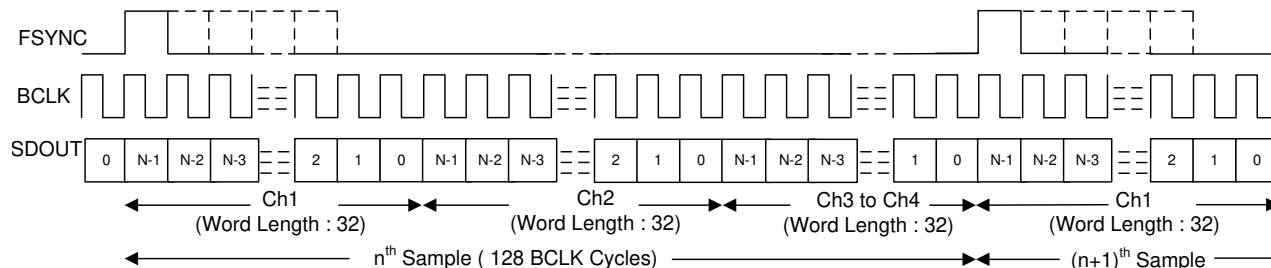 FSYNC
BCLK
SDOUT 0 N-1 N-2 N-3 2 1 0 N-1 N-2 N-3 2 1 0 N-1 N-2 N-3 1 0 N-1 N-2 N-3 2 1 0
Ch1 Ch2 Ch3 to Ch4 Ch1
(Word Length : 32) (Word Length : 32) (Word Length : 32) (Word Length : 32)
nth Sample ( 128 BCLK Cycles) (n+1)th Sample